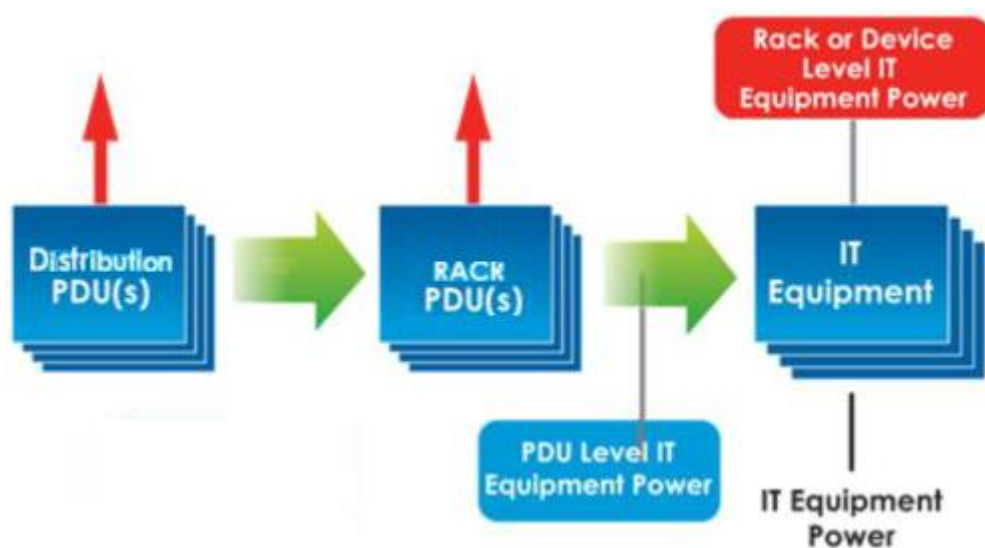 Rack or Device
Level IT
Equipment Power
Distribution
PDU(s)
RACK
PDU(s)
IT
Equipment
PDU Level IT
Equipment Power
IT Equipment
Power